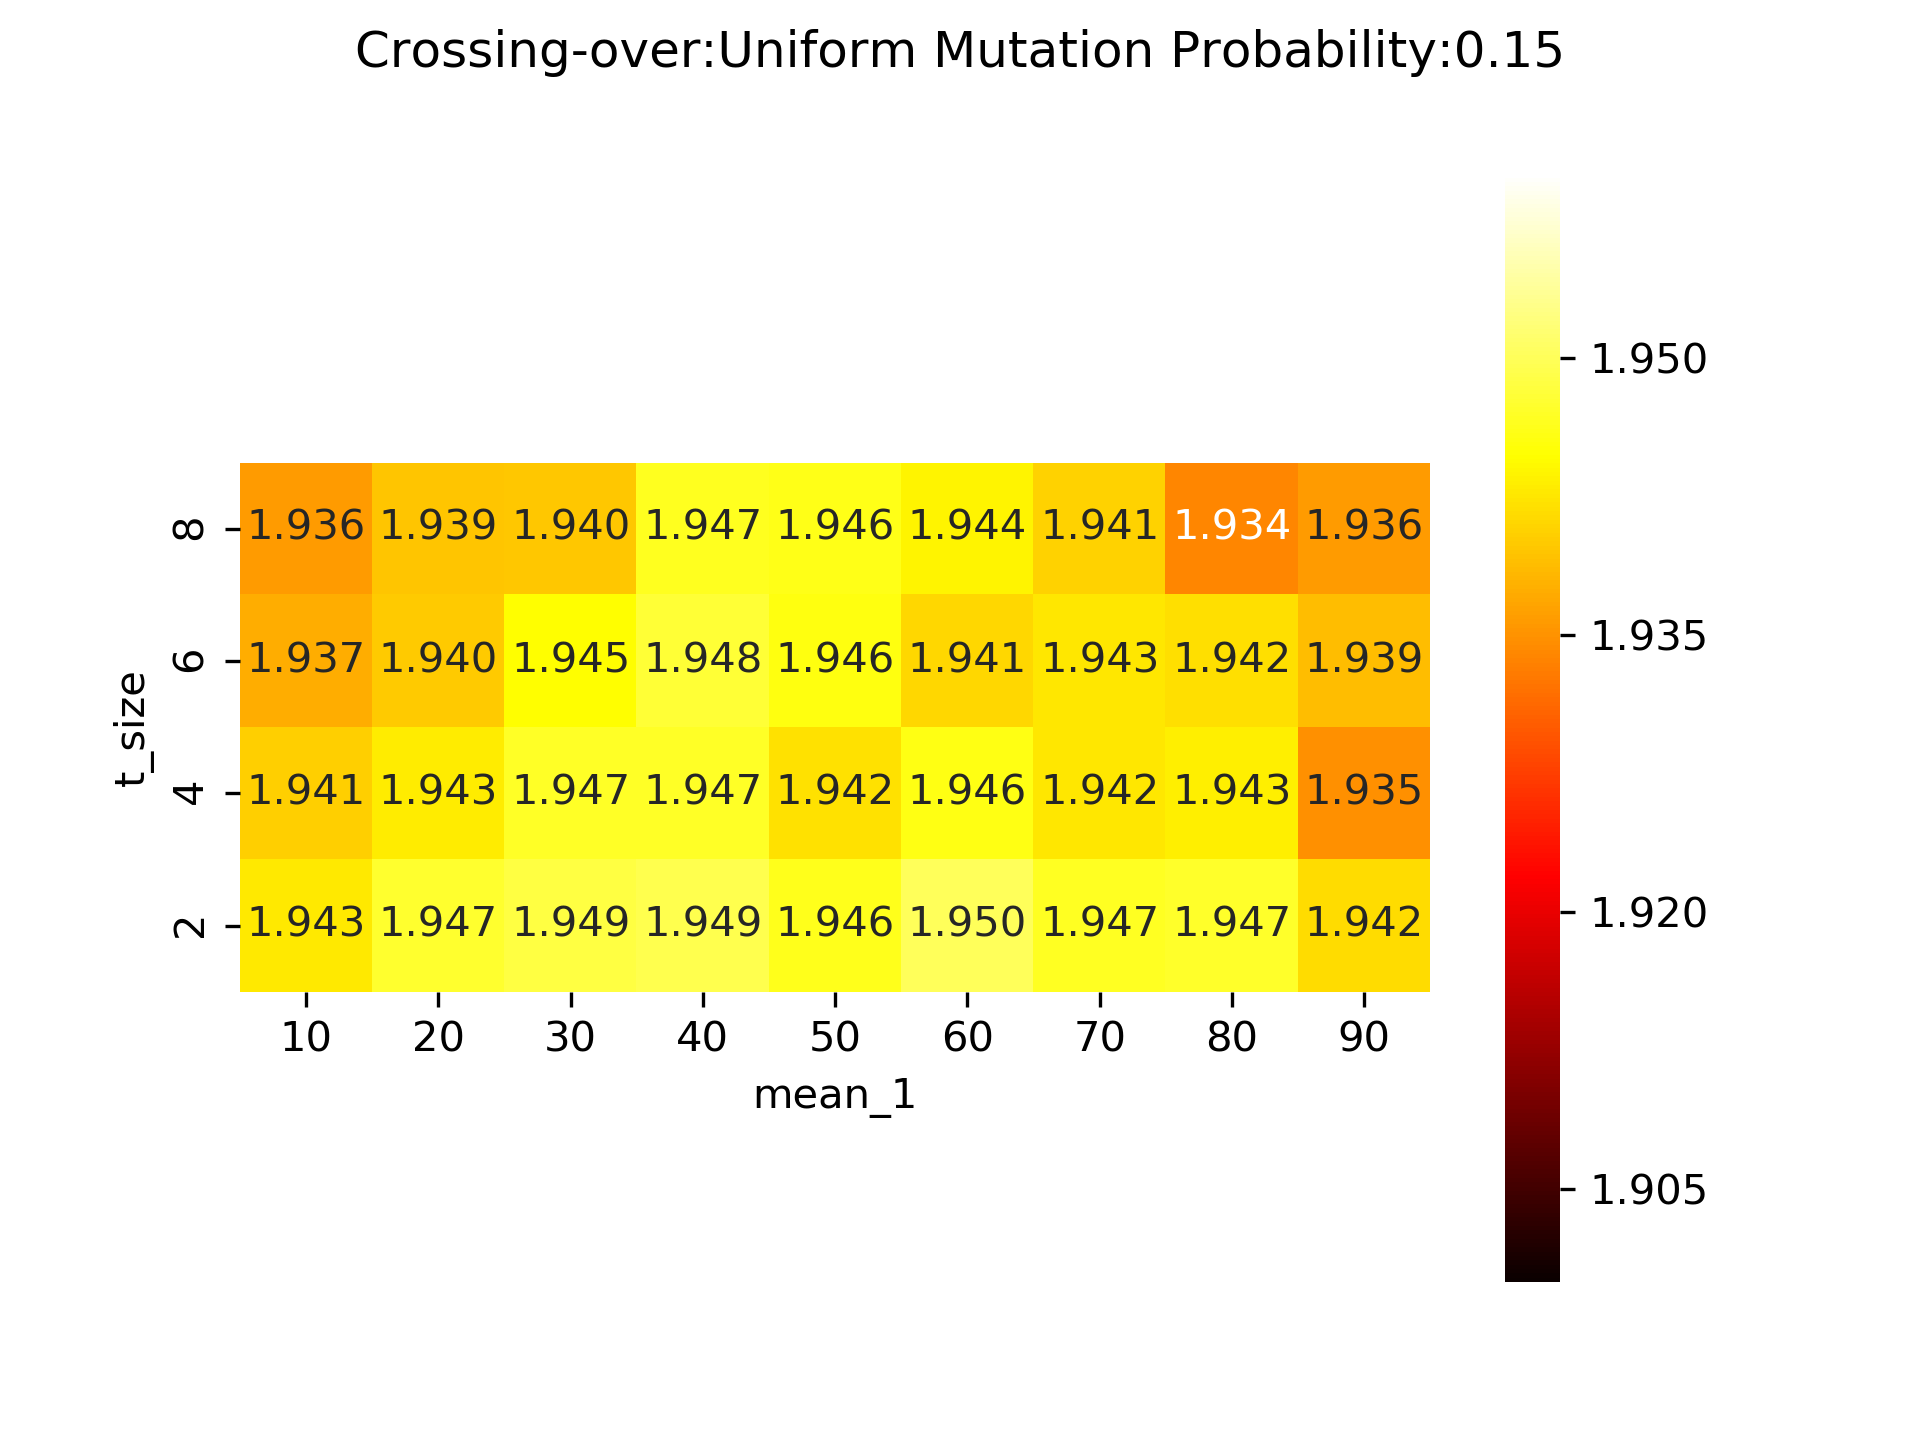 Crossing-over:Uniform Mutation Probability:0.15
1.950
1.935
1.920
1.905
t_size
8 1.936 1.939 1.940 1.947 1.946 1.944 1.941 1.934 1.936
6 1.937 1.940 1.945 1.948 1.946 1.941 1.943 1.942 1.939
4 1.941 1.943 1.947 1.947 1.942 1.946 1.942 1.943 1.935
2 1.943 1.947 1.949 1.949 1.946 1.950 1.947 1.947 1.942
10 20 30 40 50 60 70 80 90
mean_1